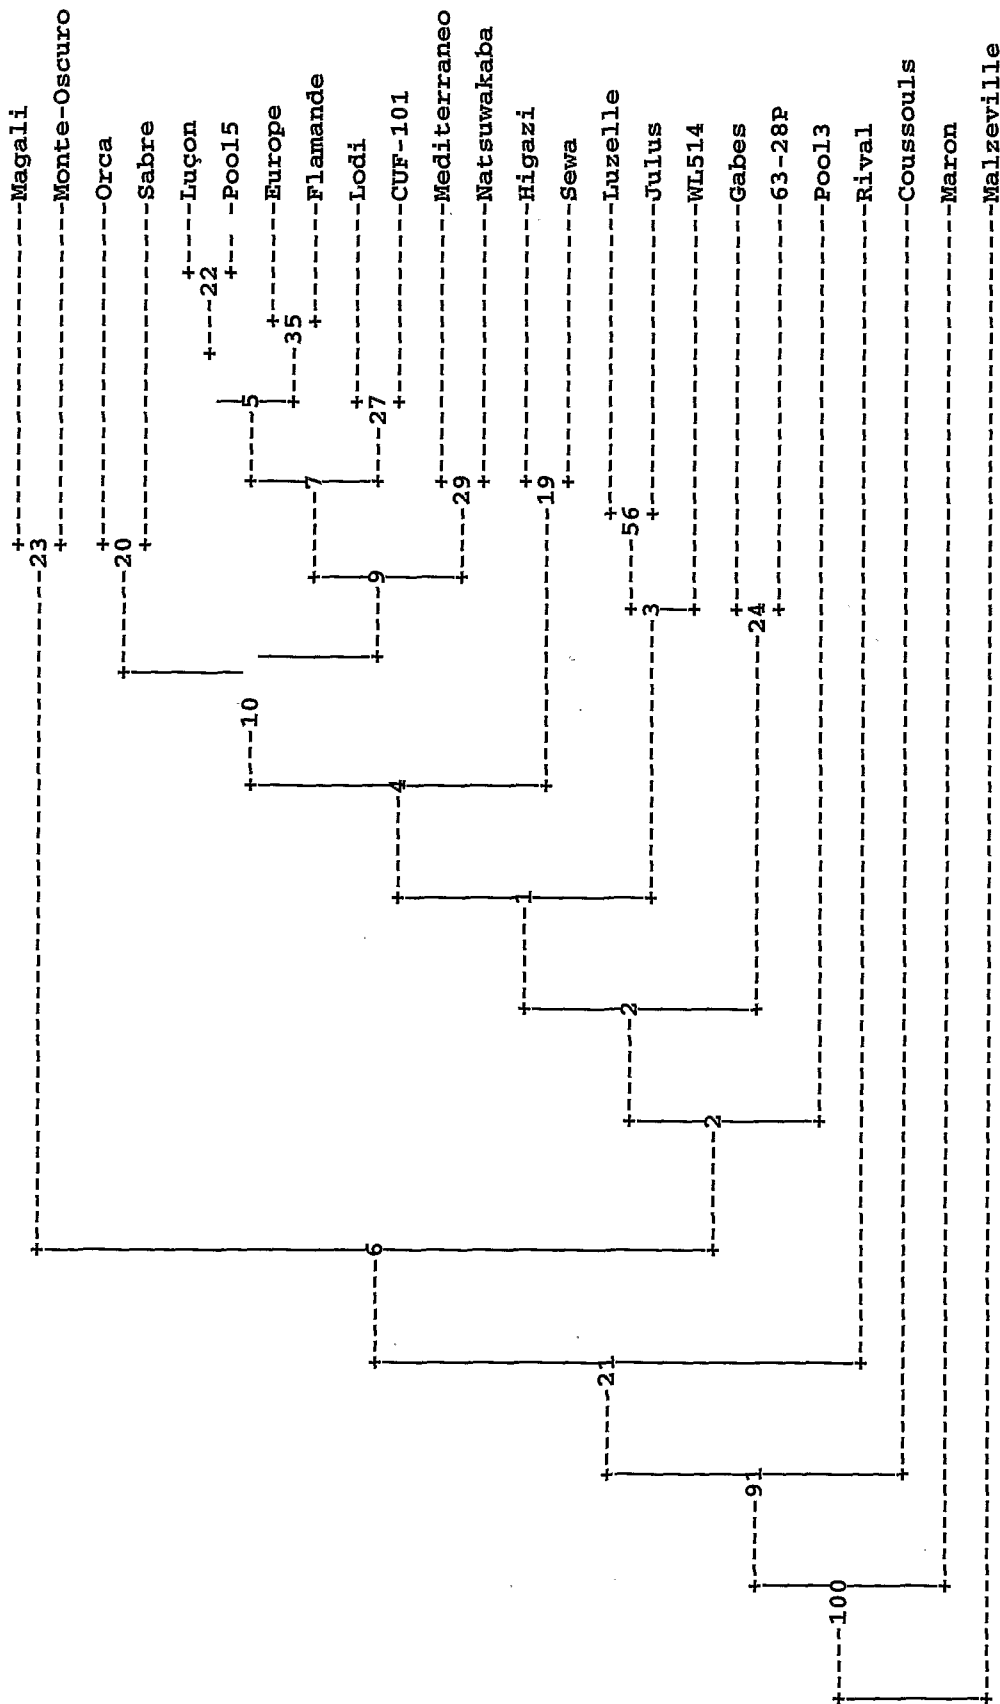 Magali
Monte-Oscuro
Orca
Sabre
Luçon
Pool5
Europe
Flamande
Lodi
CUF-101
Mediterraneo
Natsuwakaba
Higazi
Sewa
Luzelle
Julus
WL514
Gabes
63-28P
Pool3
Rival
Coussouls
Maron
Malzeville
23
20
22
35
5
27
7
29
9
10
19
4
56
3
1
24
2
2
6
21
91
100